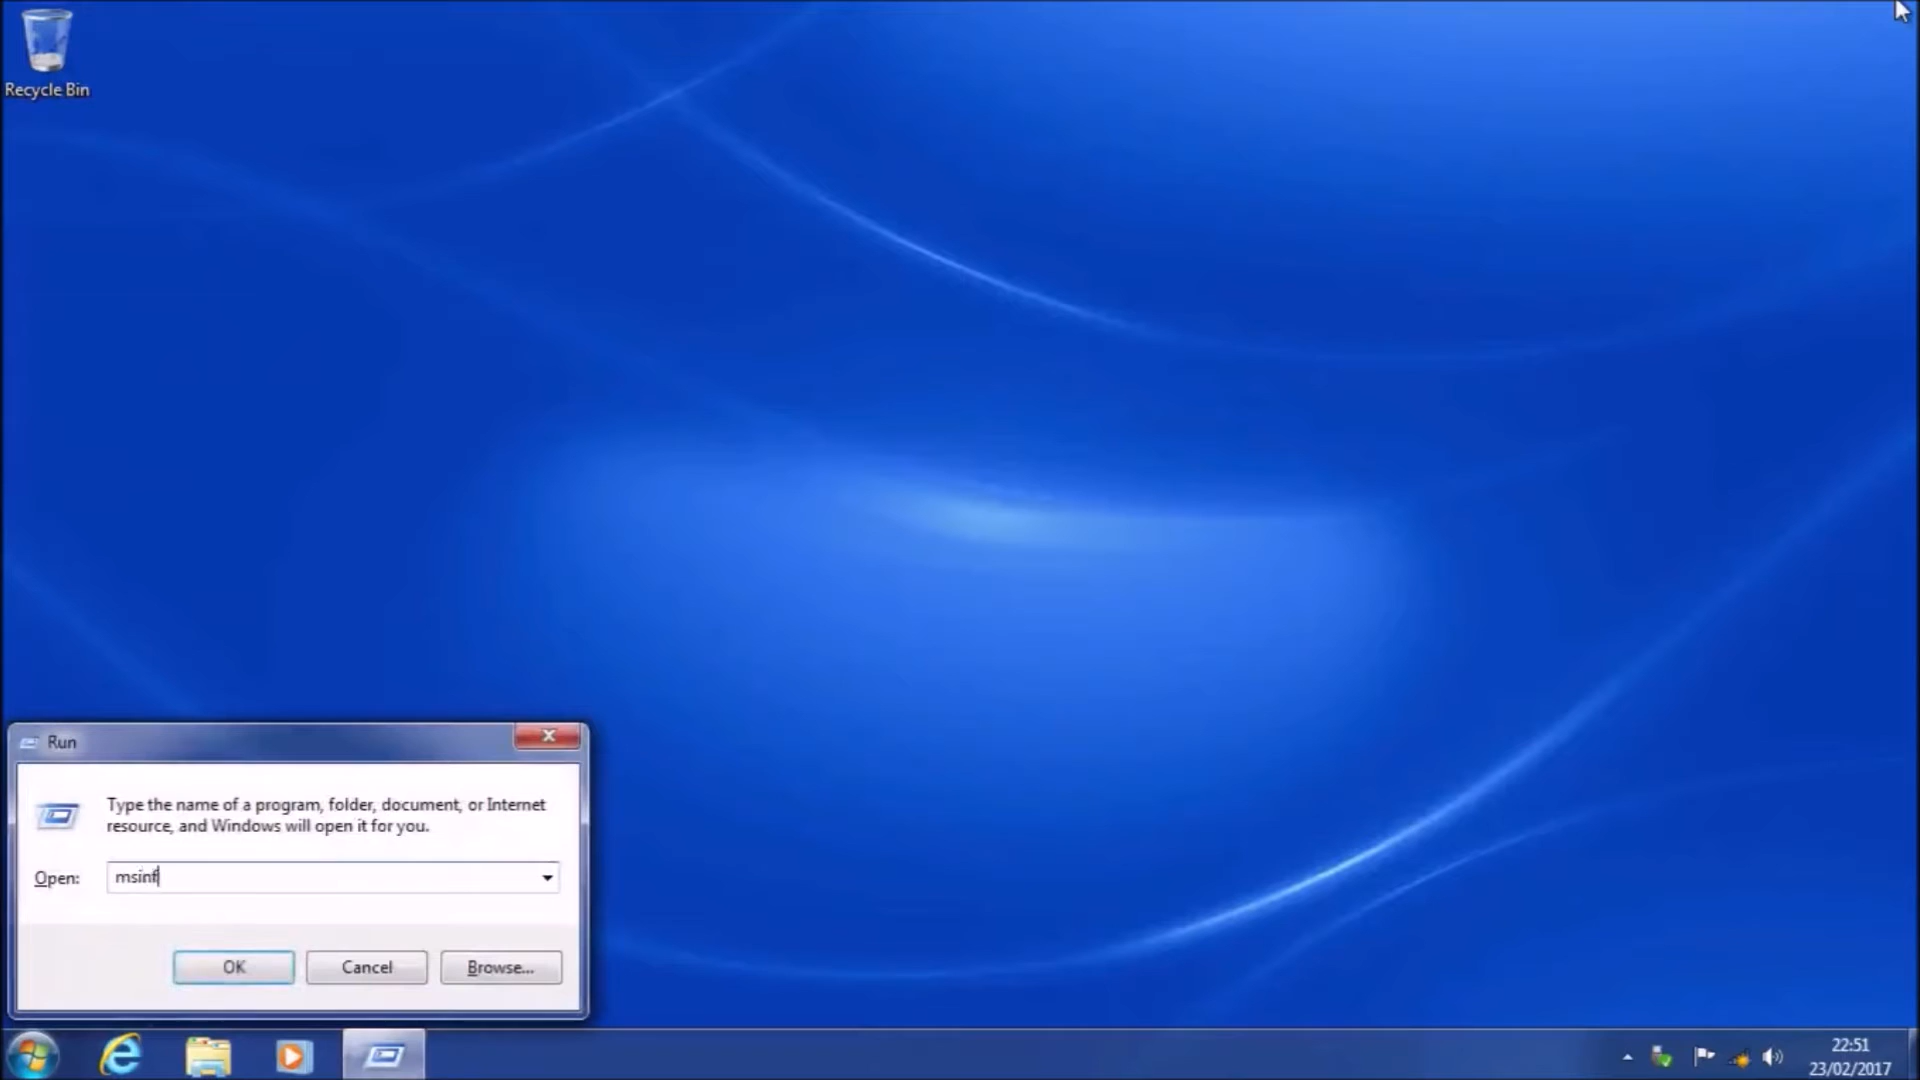 Recycle Bin
Run
Type the name of a program, folder, document, or Internet
resource, and Windows will open it for you.
Open: msinf
OK Cancel Browse...
22:51
23/02/2017